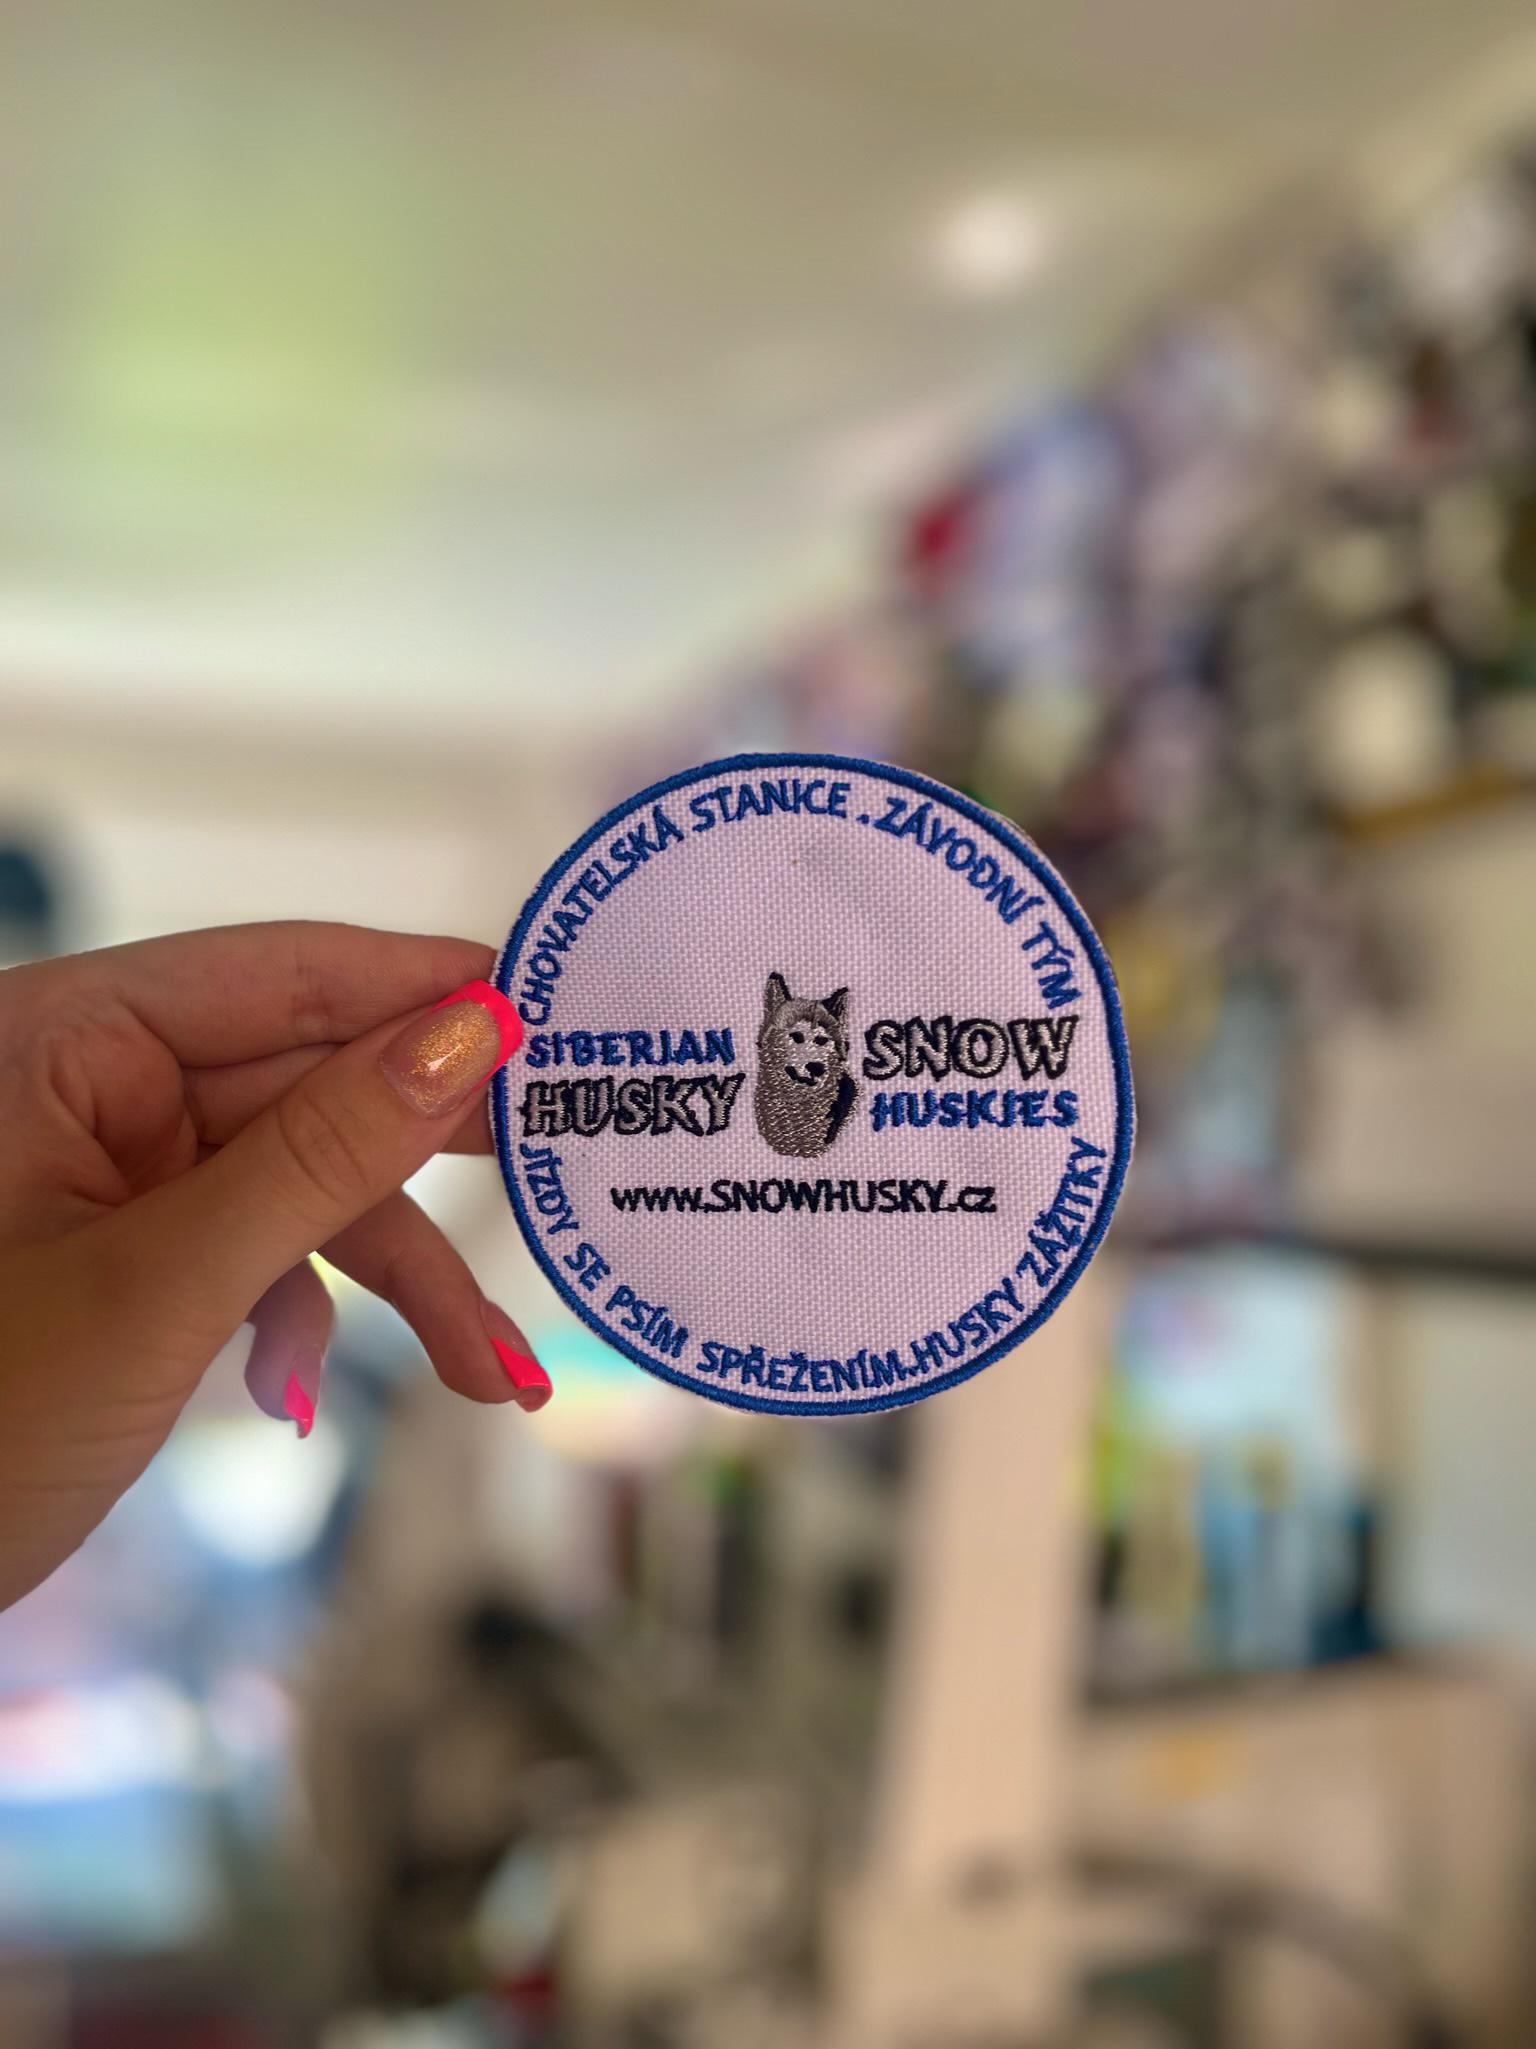 CHOVATELSKÁ STANICE . ZÁVODNÍ TÝM
SIBERIAN
HUSKY
SNOW
HUSKIES
www.SNOWHUSKY.cz
JÍZDY SE PSÍM SPŘEŽENÍM.HUSKY ZÁŽITKY